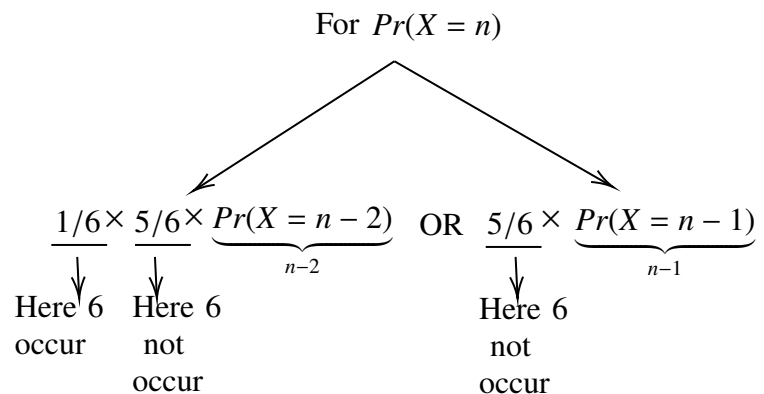 For Pr(X = n)
1/6 × 5/6 × Pr(X = n − 2) OR 5/6 × Pr(X = n − 1)
n−2 n−1
Here 6 Here 6 Here 6
occur not not
occur occur